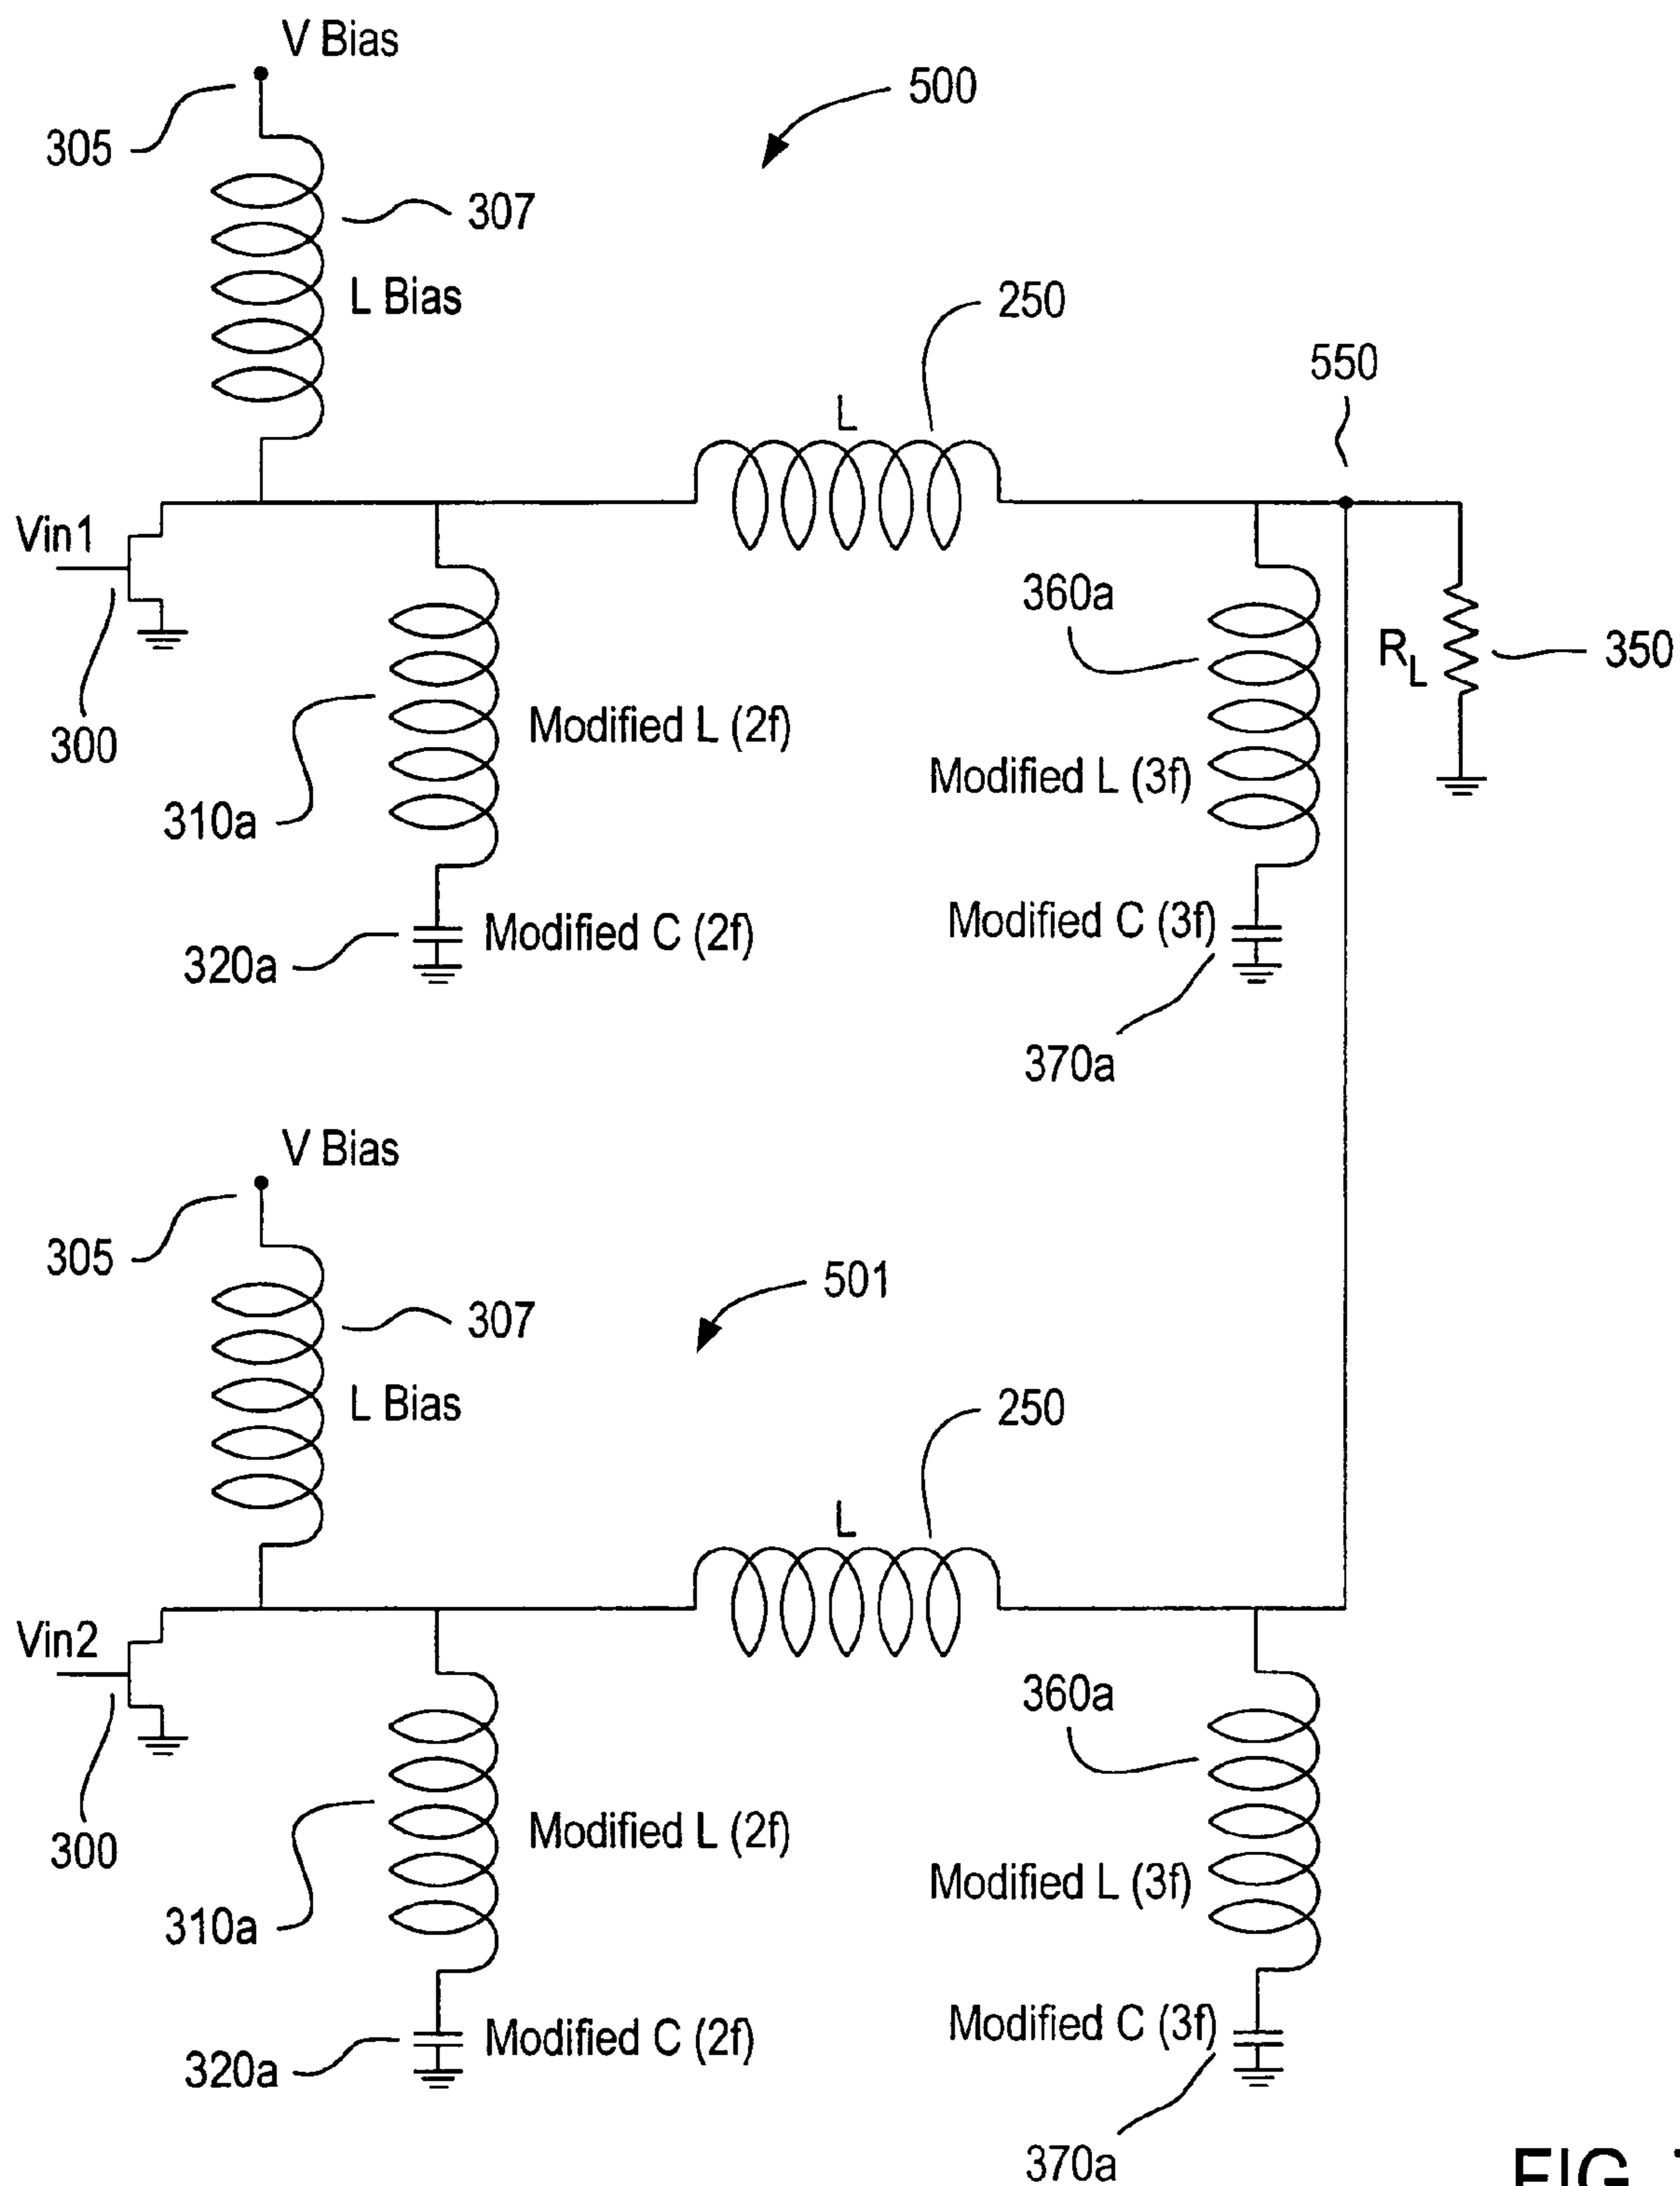 V Bias
500
305
307
L Bias
250
550
L
Vin1
360a
R_L
350
300
Modified L (2f)
Modified L (3f)
310a
Modified C (2f)
Modified C (3f)
320a
370a
V Bias
305
501
307
L Bias
250
L
Vin2
360a
300
Modified L (2f)
Modified L (3f)
310a
Modified C (2f)
Modified C (3f)
320a
370a
FIG.